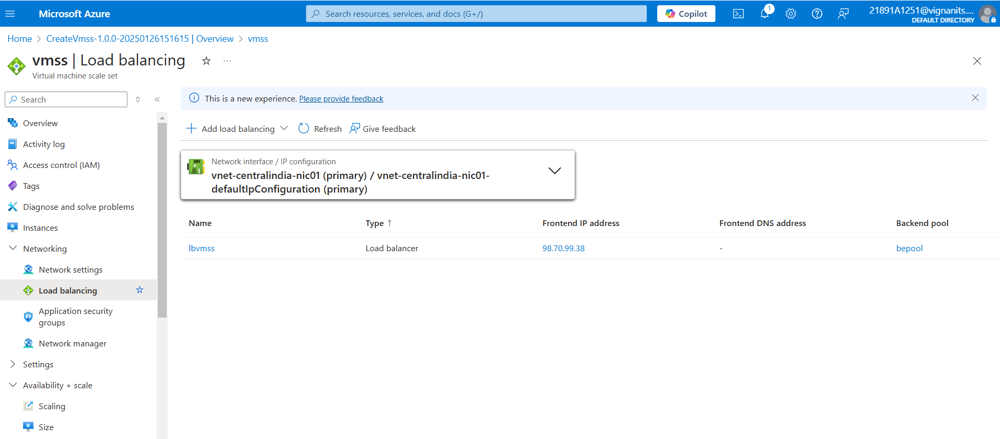 Microsoft Azure
Search resources, services, and docs (G+/)
Copilot
1
21891A1251@vignanits....
DEFAULT DIRECTORY
Home > CreateVmss-1.0.0-20250126151615 | Overview > vmss
vmss | Load balancing
...
Virtual machine scale set
Search
Overview
Activity log
Access control (IAM)
Tags
Diagnose and solve problems
Instances
Networking
Network settings
Load balancing
Application security
groups
Network manager
Settings
Availability + scale
Scaling
Size
This is a new experience. Please provide feedback
Add load balancing
Refresh
Give feedback
Network interface / IP configuration
vnet-centralindia-nic01 (primary) / vnet-centralindia-nic01-
defaultIpConfiguration (primary)
Name Type ↑ Frontend IP address Frontend DNS address Backend pool
lbvmss Load balancer 98.70.99.38 - bepool